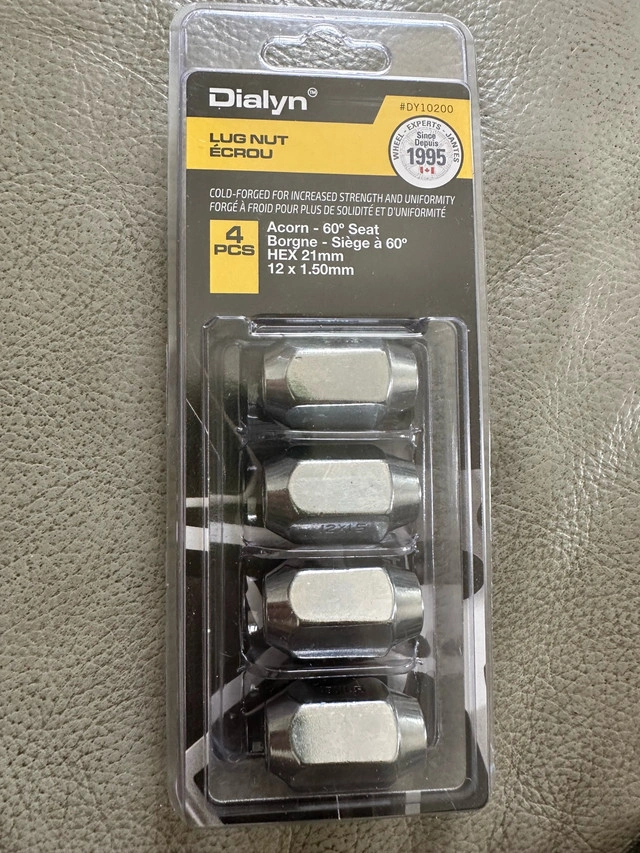 Dialyn™
#DY10200
LUG NUT
ÉCROU
WHEEL - EXPERTS - JANTES
Since
Depuis
1995
COLD-FORGED FOR INCREASED STRENGTH AND UNIFORMITY
FORGÉ À FROID POUR PLUS DE SOLIDITÉ ET D'UNIFORMITÉ
4
PCS
Acorn - 60º Seat
Borgne - Siège à 60º
HEX 21mm
12 x 1.50mm